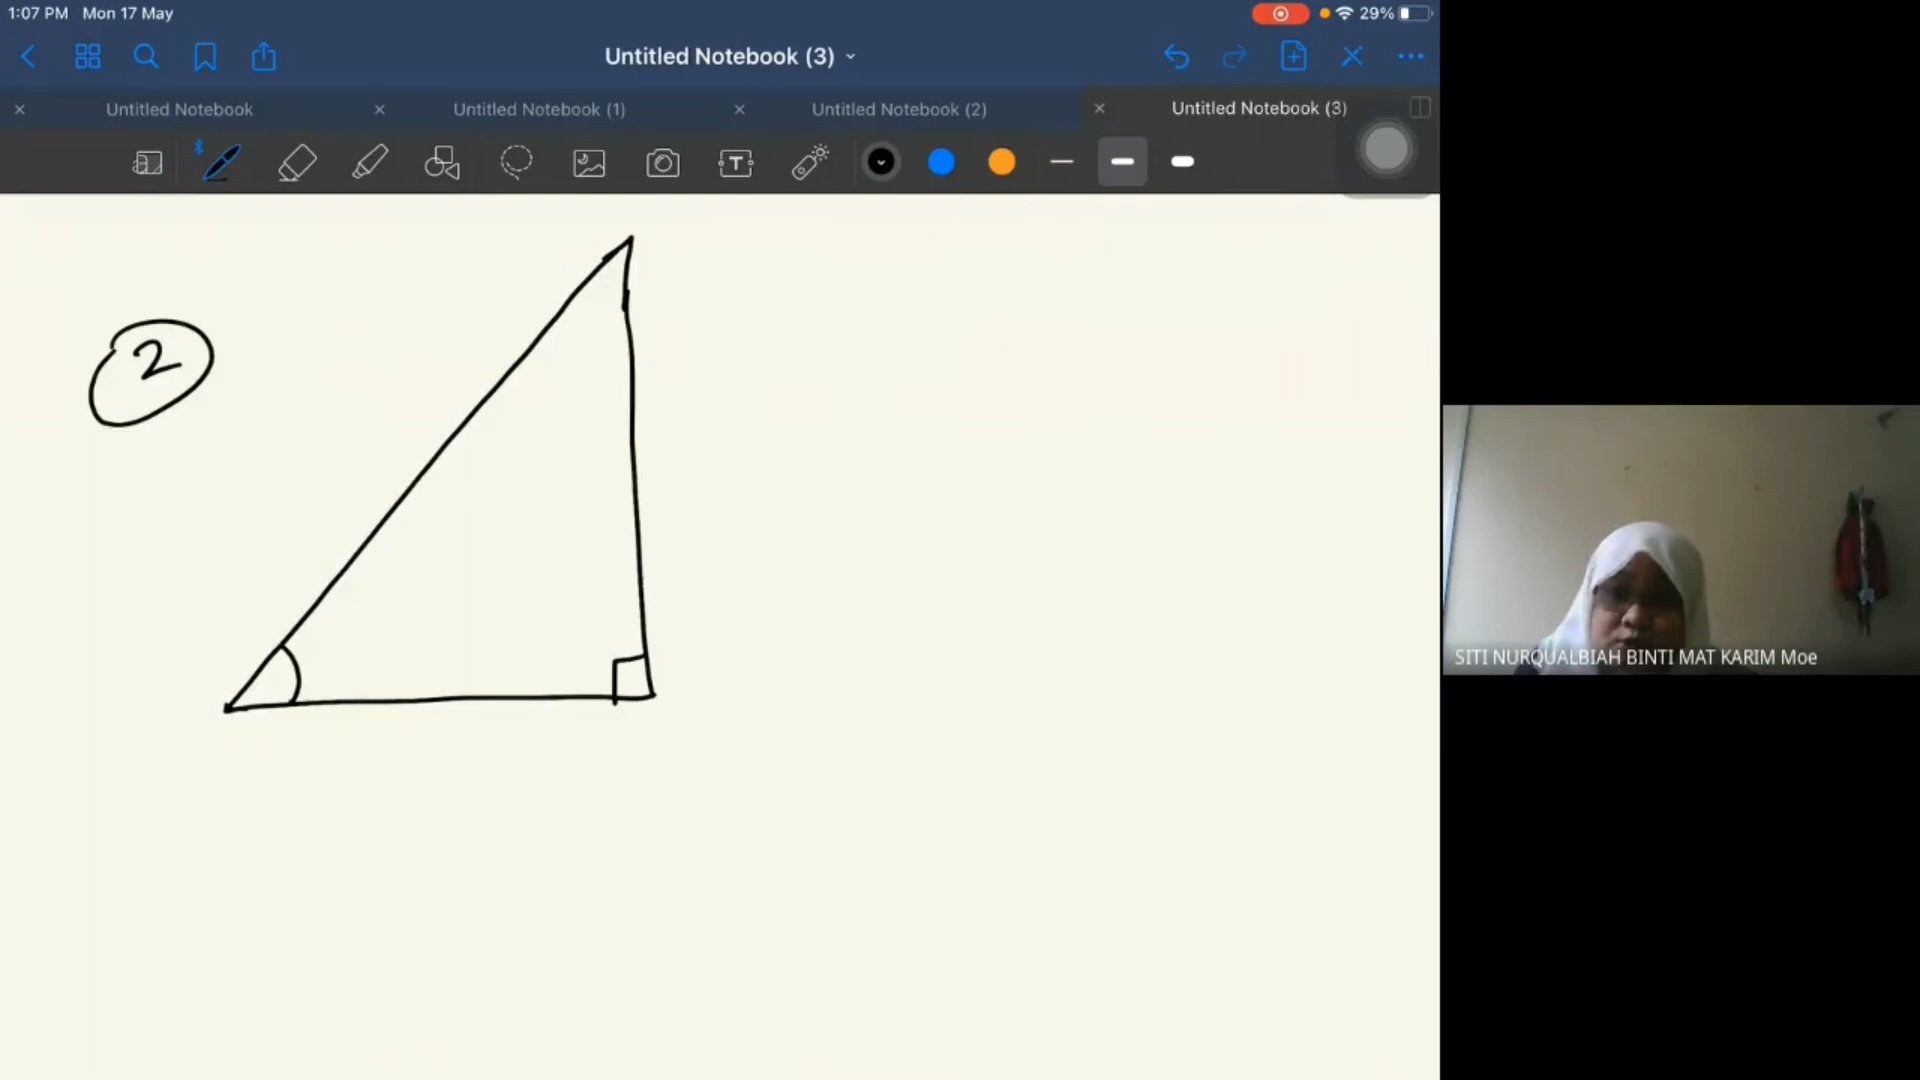 1:07 PM Mon 17 May
29%
Untitled Notebook (3)
Untitled Notebook
Untitled Notebook (1)
Untitled Notebook (2)
Untitled Notebook (3)
a
T
2
SITI NURQUALBIAH BINTI MAT KARIM Moe